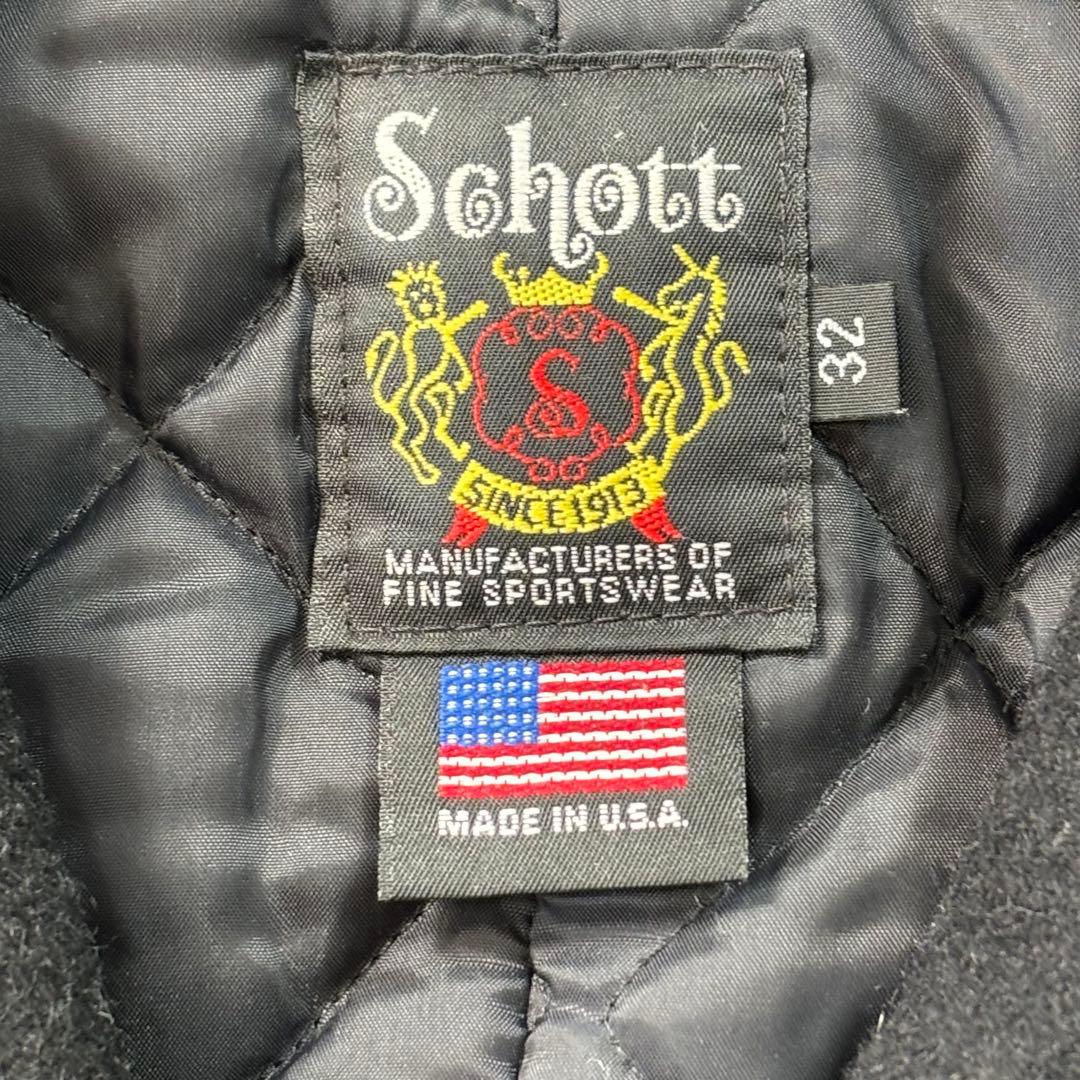 Schott
32
S
SINCE 1913
MANUFACTURERS OF
FINE SPORTSWEAR
MADE IN U.S.A.